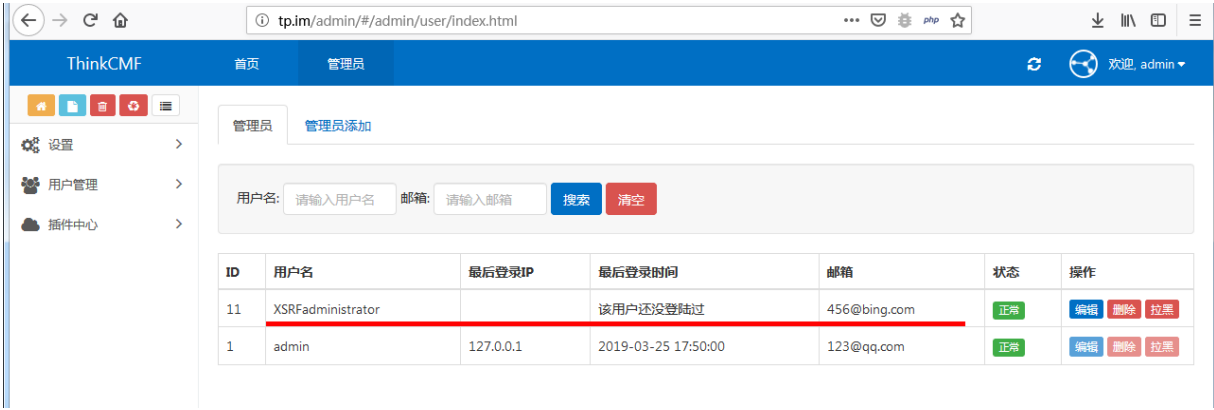 tp.im/admin/#/admin/user/index.html php
ThinkCMF 首页 管理员 欢迎, admin
管理员 管理员添加
设置
用户管理
用户名: 请输入用户名 邮箱: 请输入邮箱 搜索 清空
插件中心
ID 用户名 最后登录IP 最后登录时间 邮箱 状态 操作
11 XSRFadministrator 该用户还没登陆过 456@bing.com 正常 编辑 删除 拉黑
1 admin 127.0.0.1 2019-03-25 17:50:00 123@qq.com 正常 编辑 删除 拉黑